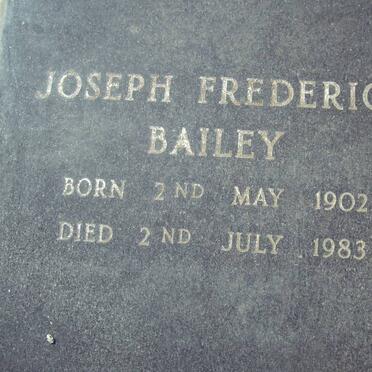 JOSEPH FREDERIC
BAILEY
BORN 2ND MAY 1902
DIED 2ND JULY 1983